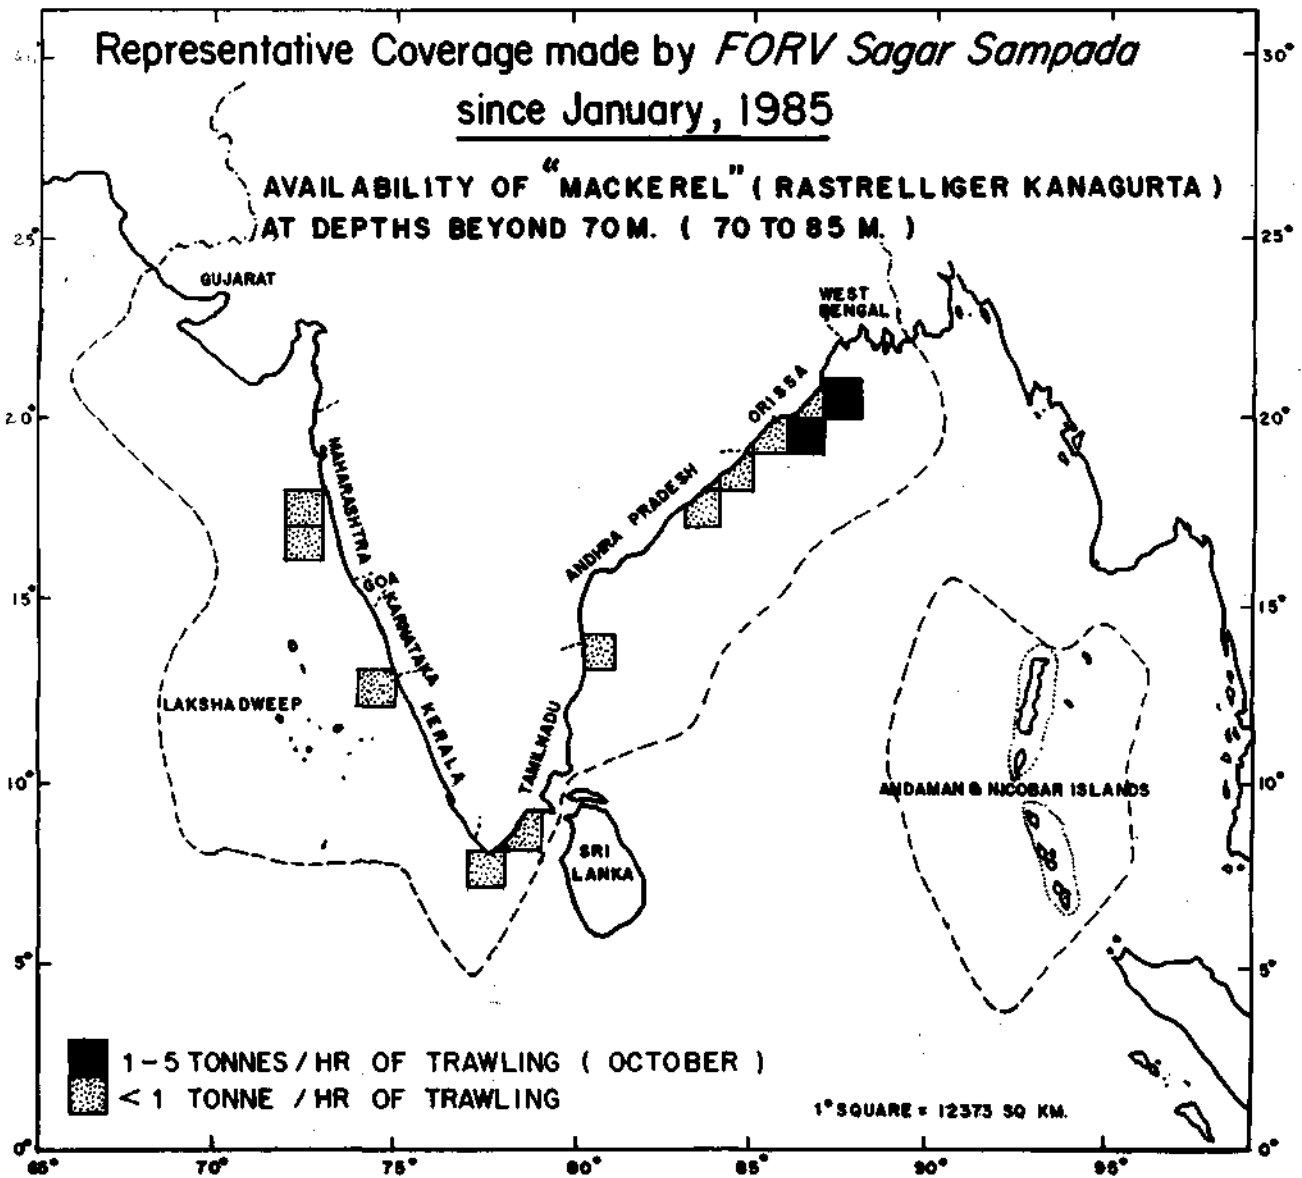 Representative Coverage made by FORV Sagar Sampada
since January, 1985
AVAILABILITY OF "MACKEREL" ( RASTRELLIGER KANAGURTA )
AT DEPTHS BEYOND 70 M. ( 70 TO 85 M. )
30°
25°
25°
GUJARAT
WEST
BENGAL
ORISSA
20°
20°
MAHARASHTRA
ANDHRA PRADESH
GOA
KARNATAKA
15°
15°
LAKSHADWEEP
KERALA
TAMILNADU
10°
10°
ANDAMAN & NICOBAR ISLANDS
SRI
LANKA
5°
5°
1-5 TONNES / HR OF TRAWLING ( OCTOBER )
< 1 TONNE / HR OF TRAWLING
1° SQUARE = 12373 SQ KM.
0°
0°
65° 70° 75° 80° 85° 90° 95°